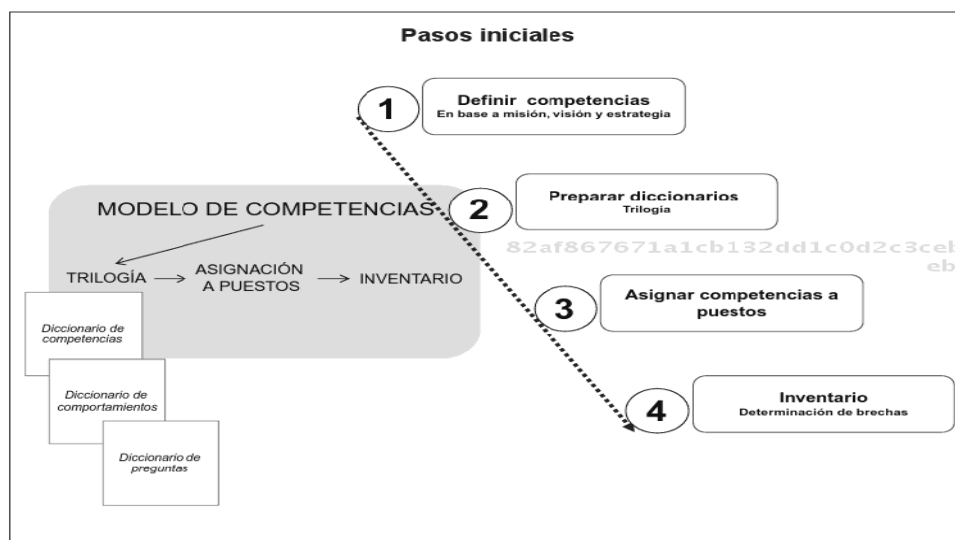 Pasos iniciales
1
Definir competencias
En base a misión, visión y estrategia
MODELO DE COMPETENCIAS
2
Preparar diccionarios
Trilogía
82af867671a1cb132dd1c0d2c3ceb
eb
TRILOGÍA
ASIGNACIÓN
A PUESTOS
INVENTARIO
3
Asignar competencias a
puestos
Diccionario de
competencias
Diccionario de
comportamientos
4
Inventario
Determinación de brechas
Diccionario de
preguntas